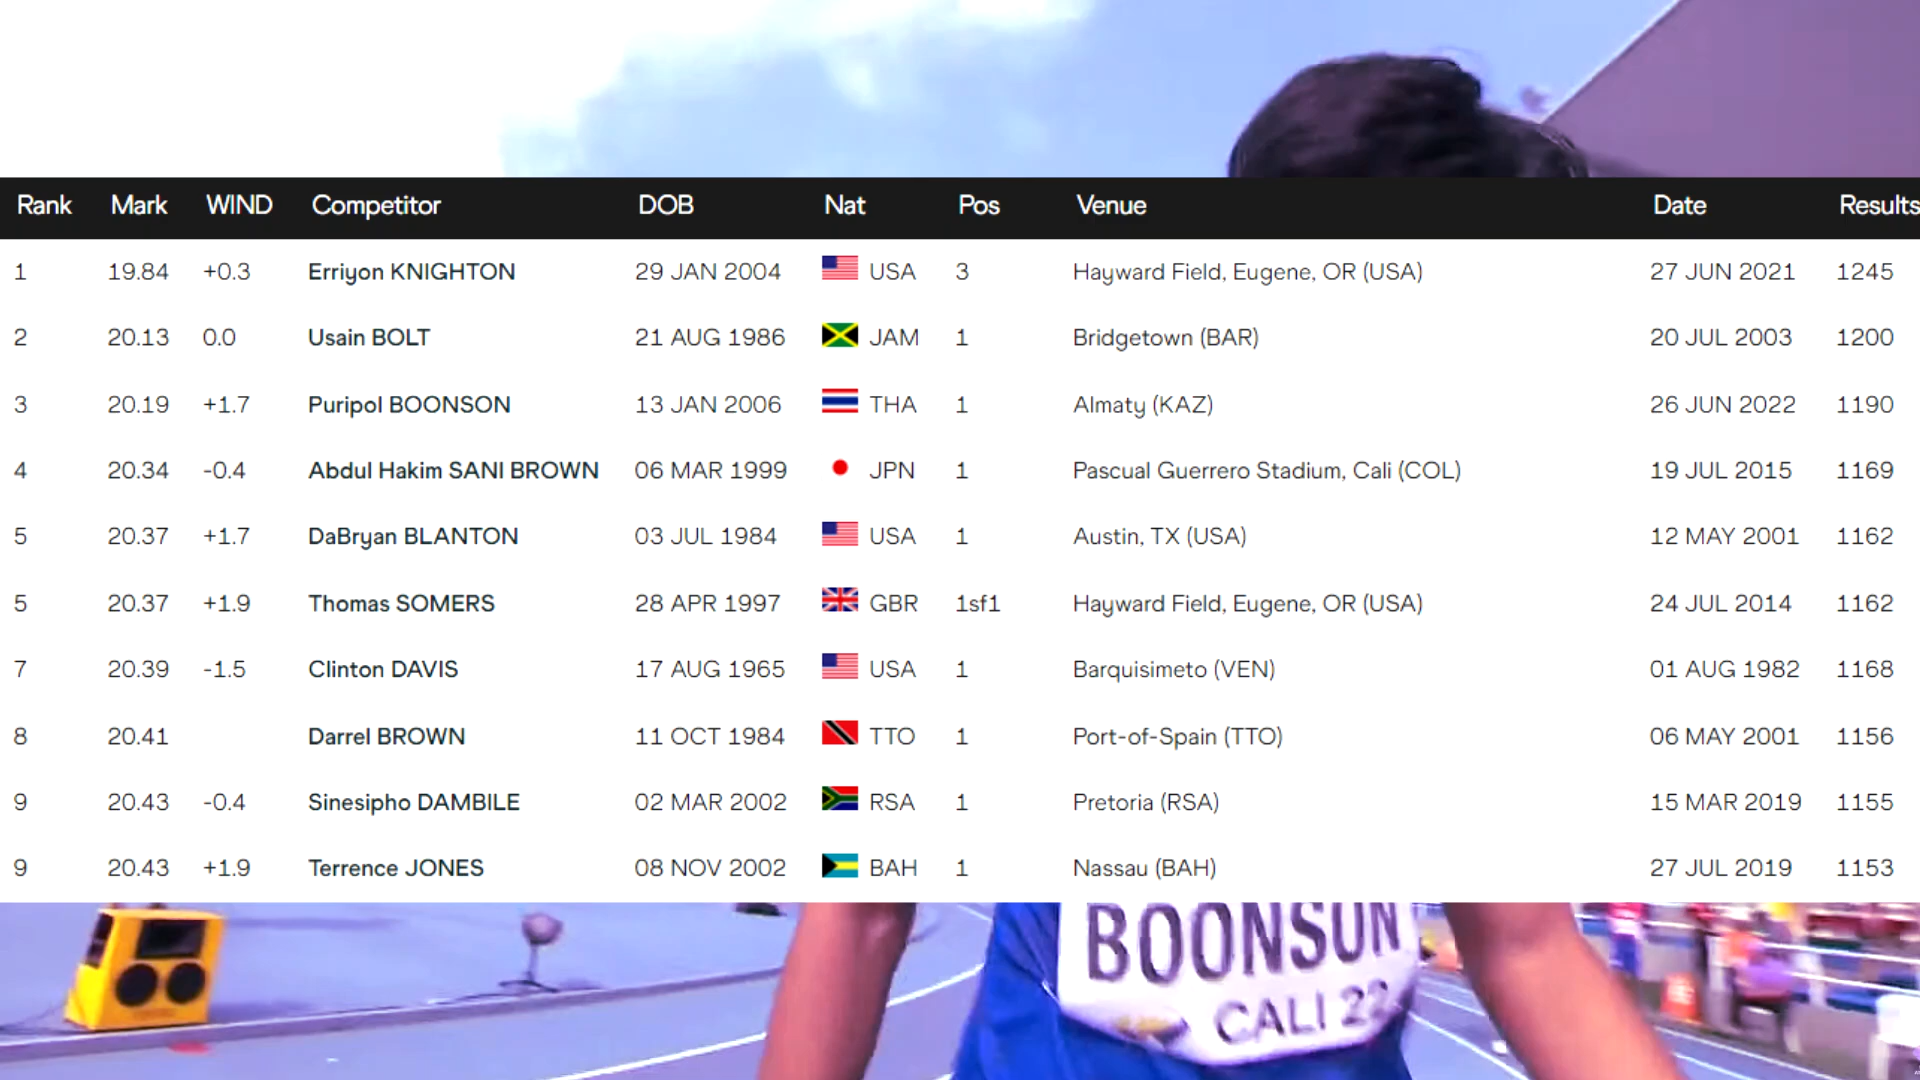 Rank Mark WIND Competitor DOB Nat Pos Venue Date Results
1 19.84 +0.3 Erriyon KNIGHTON 29 JAN 2004 USA 3 Hayward Field, Eugene, OR (USA) 27 JUN 2021 1245
2 20.13 0.0 Usain BOLT 21 AUG 1986 JAM 1 Bridgetown (BAR) 20 JUL 2003 1200
3 20.19 +1.7 Puripol BOONSON 13 JAN 2006 THA 1 Almaty (KAZ) 26 JUN 2022 1190
4 20.34 -0.4 Abdul Hakim SANI BROWN 06 MAR 1999 JPN 1 Pascual Guerrero Stadium, Cali (COL) 19 JUL 2015 1169
5 20.37 +1.7 DaBryan BLANTON 03 JUL 1984 USA 1 Austin, TX (USA) 12 MAY 2001 1162
5 20.37 +1.9 Thomas SOMERS 28 APR 1997 GBR 1sf1 Hayward Field, Eugene, OR (USA) 24 JUL 2014 1162
7 20.39 -1.5 Clinton DAVIS 17 AUG 1965 USA 1 Barquisimeto (VEN) 01 AUG 1982 1168
8 20.41 Darrel BROWN 11 OCT 1984 TTO 1 Port-of-Spain (TTO) 06 MAY 2001 1156
9 20.43 -0.4 Sinesipho DAMBILE 02 MAR 2002 RSA 1 Pretoria (RSA) 15 MAR 2019 1155
9 20.43 +1.9 Terrence JONES 08 NOV 2002 BAH 1 Nassau (BAH) 27 JUL 2019 1153
BOONSON
CALI 22